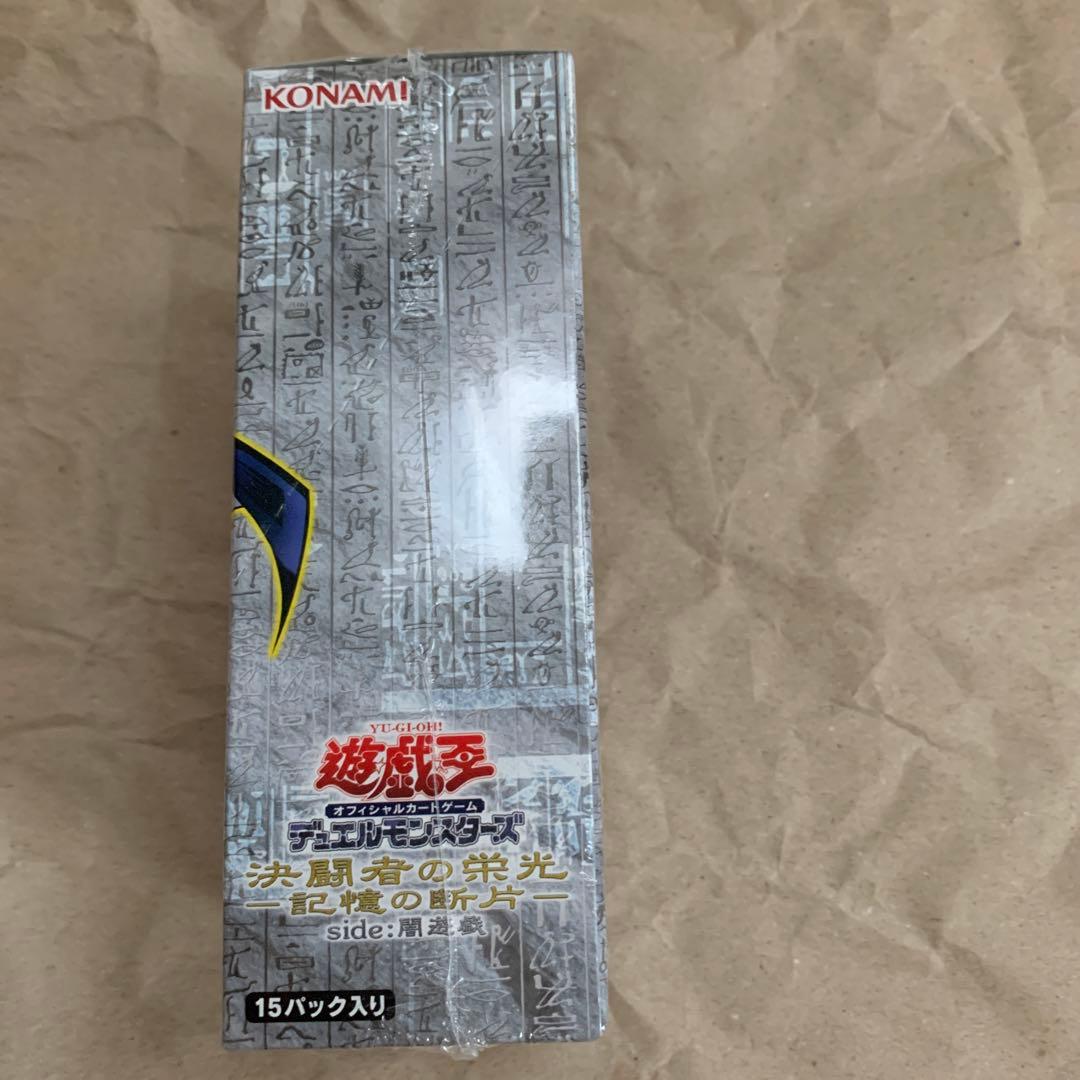 KONAMI
YU-GI-OH!
遊戯王
オフィシャルカードゲーム
デュエルモンスターズ
決闘者の栄光
―記憶の断片―
side:闇遊戯
15パック入り